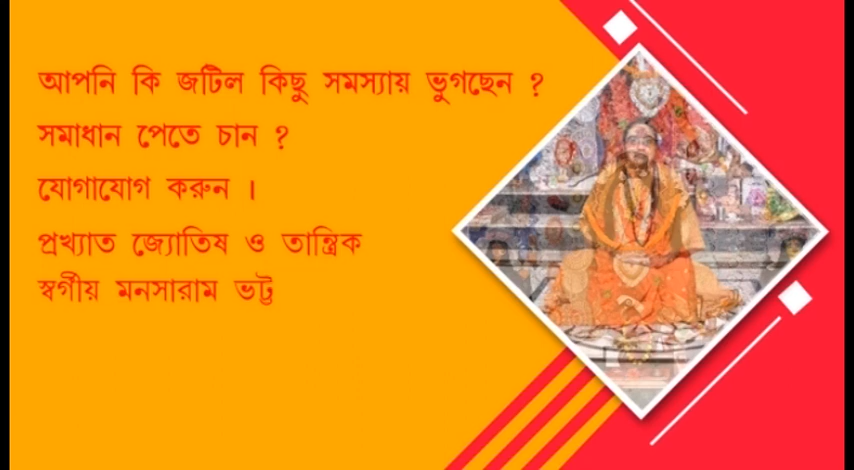 আপনি কি জটিল কিছু সমস্যায় ভুগছেন ?
সমাধান পেতে চান ?
যোগাযোগ করুন ।
প্রখ্যাত জ্যোতিষ ও তান্ত্রিক
স্বর্গীয় মনসারাম ভট্ট